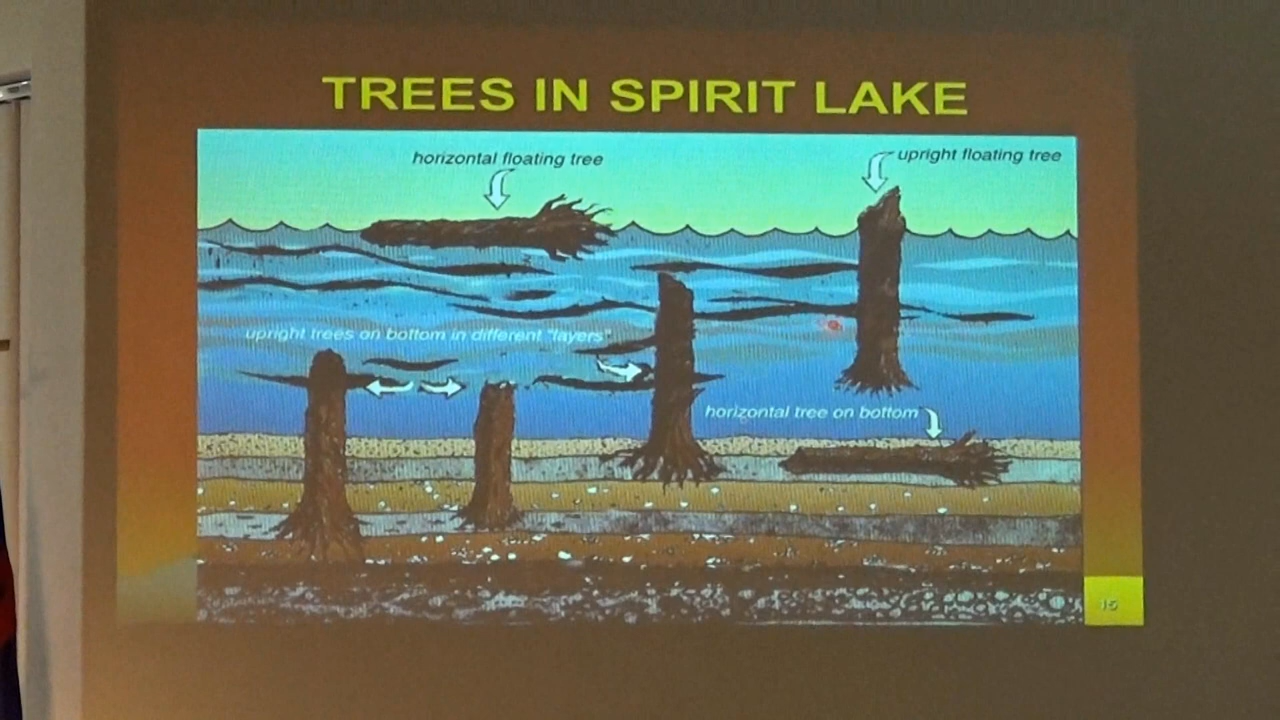 TREES IN SPIRIT LAKE
horizontal floating tree
upright floating tree
upright trees on bottom in different "layers"
horizontal tree on bottom
15